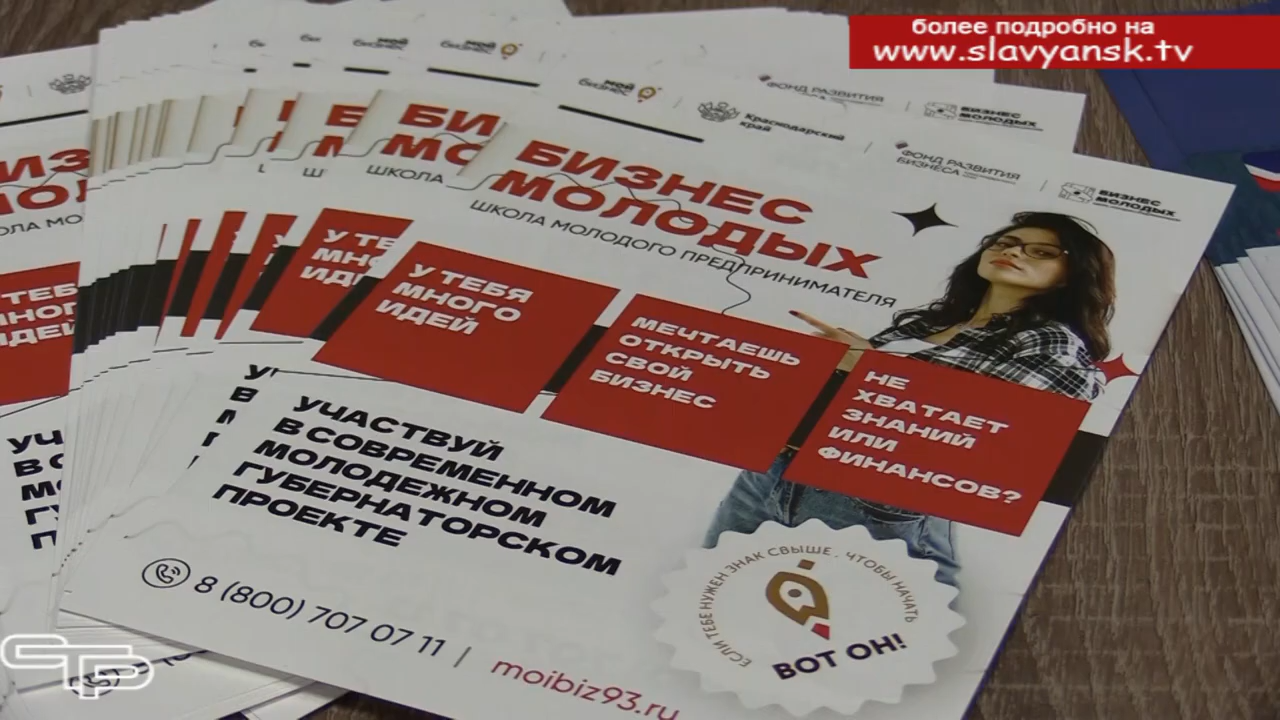 более подробно на
www.slavyansk.tv
МОЙ
БИЗНЕС
Краснодарский
край
ФОНД РАЗВИТИЯ
БИЗНЕСА
БИЗНЕС
МОЛОДЫХ
БИЗНЕС
МОЛОДЫХ
ШКОЛА МОЛОДОГО ПРЕДПРИНИМАТЕЛЯ
У ТЕБЯ
МНОГО
ИДЕЙ
МЕЧТАЕШЬ
ОТКРЫТЬ
СВОЙ
БИЗНЕС
НЕ
ХВАТАЕТ
ЗНАНИЙ
ИЛИ
ФИНАНСОВ?
УЧАСТВУЙ
В СОВРЕМЕННОМ
МОЛОДЕЖНОМ
ГУБЕРНАТОРСКОМ
ПРОЕКТЕ
ЕСЛИ ТЕБЕ НУЖЕН ЗНАК СВЫШЕ, ЧТОБЫ НАЧАТЬ
ВОТ ОН!
8 (800) 707 07 11 | moibiz93.ru
СТР